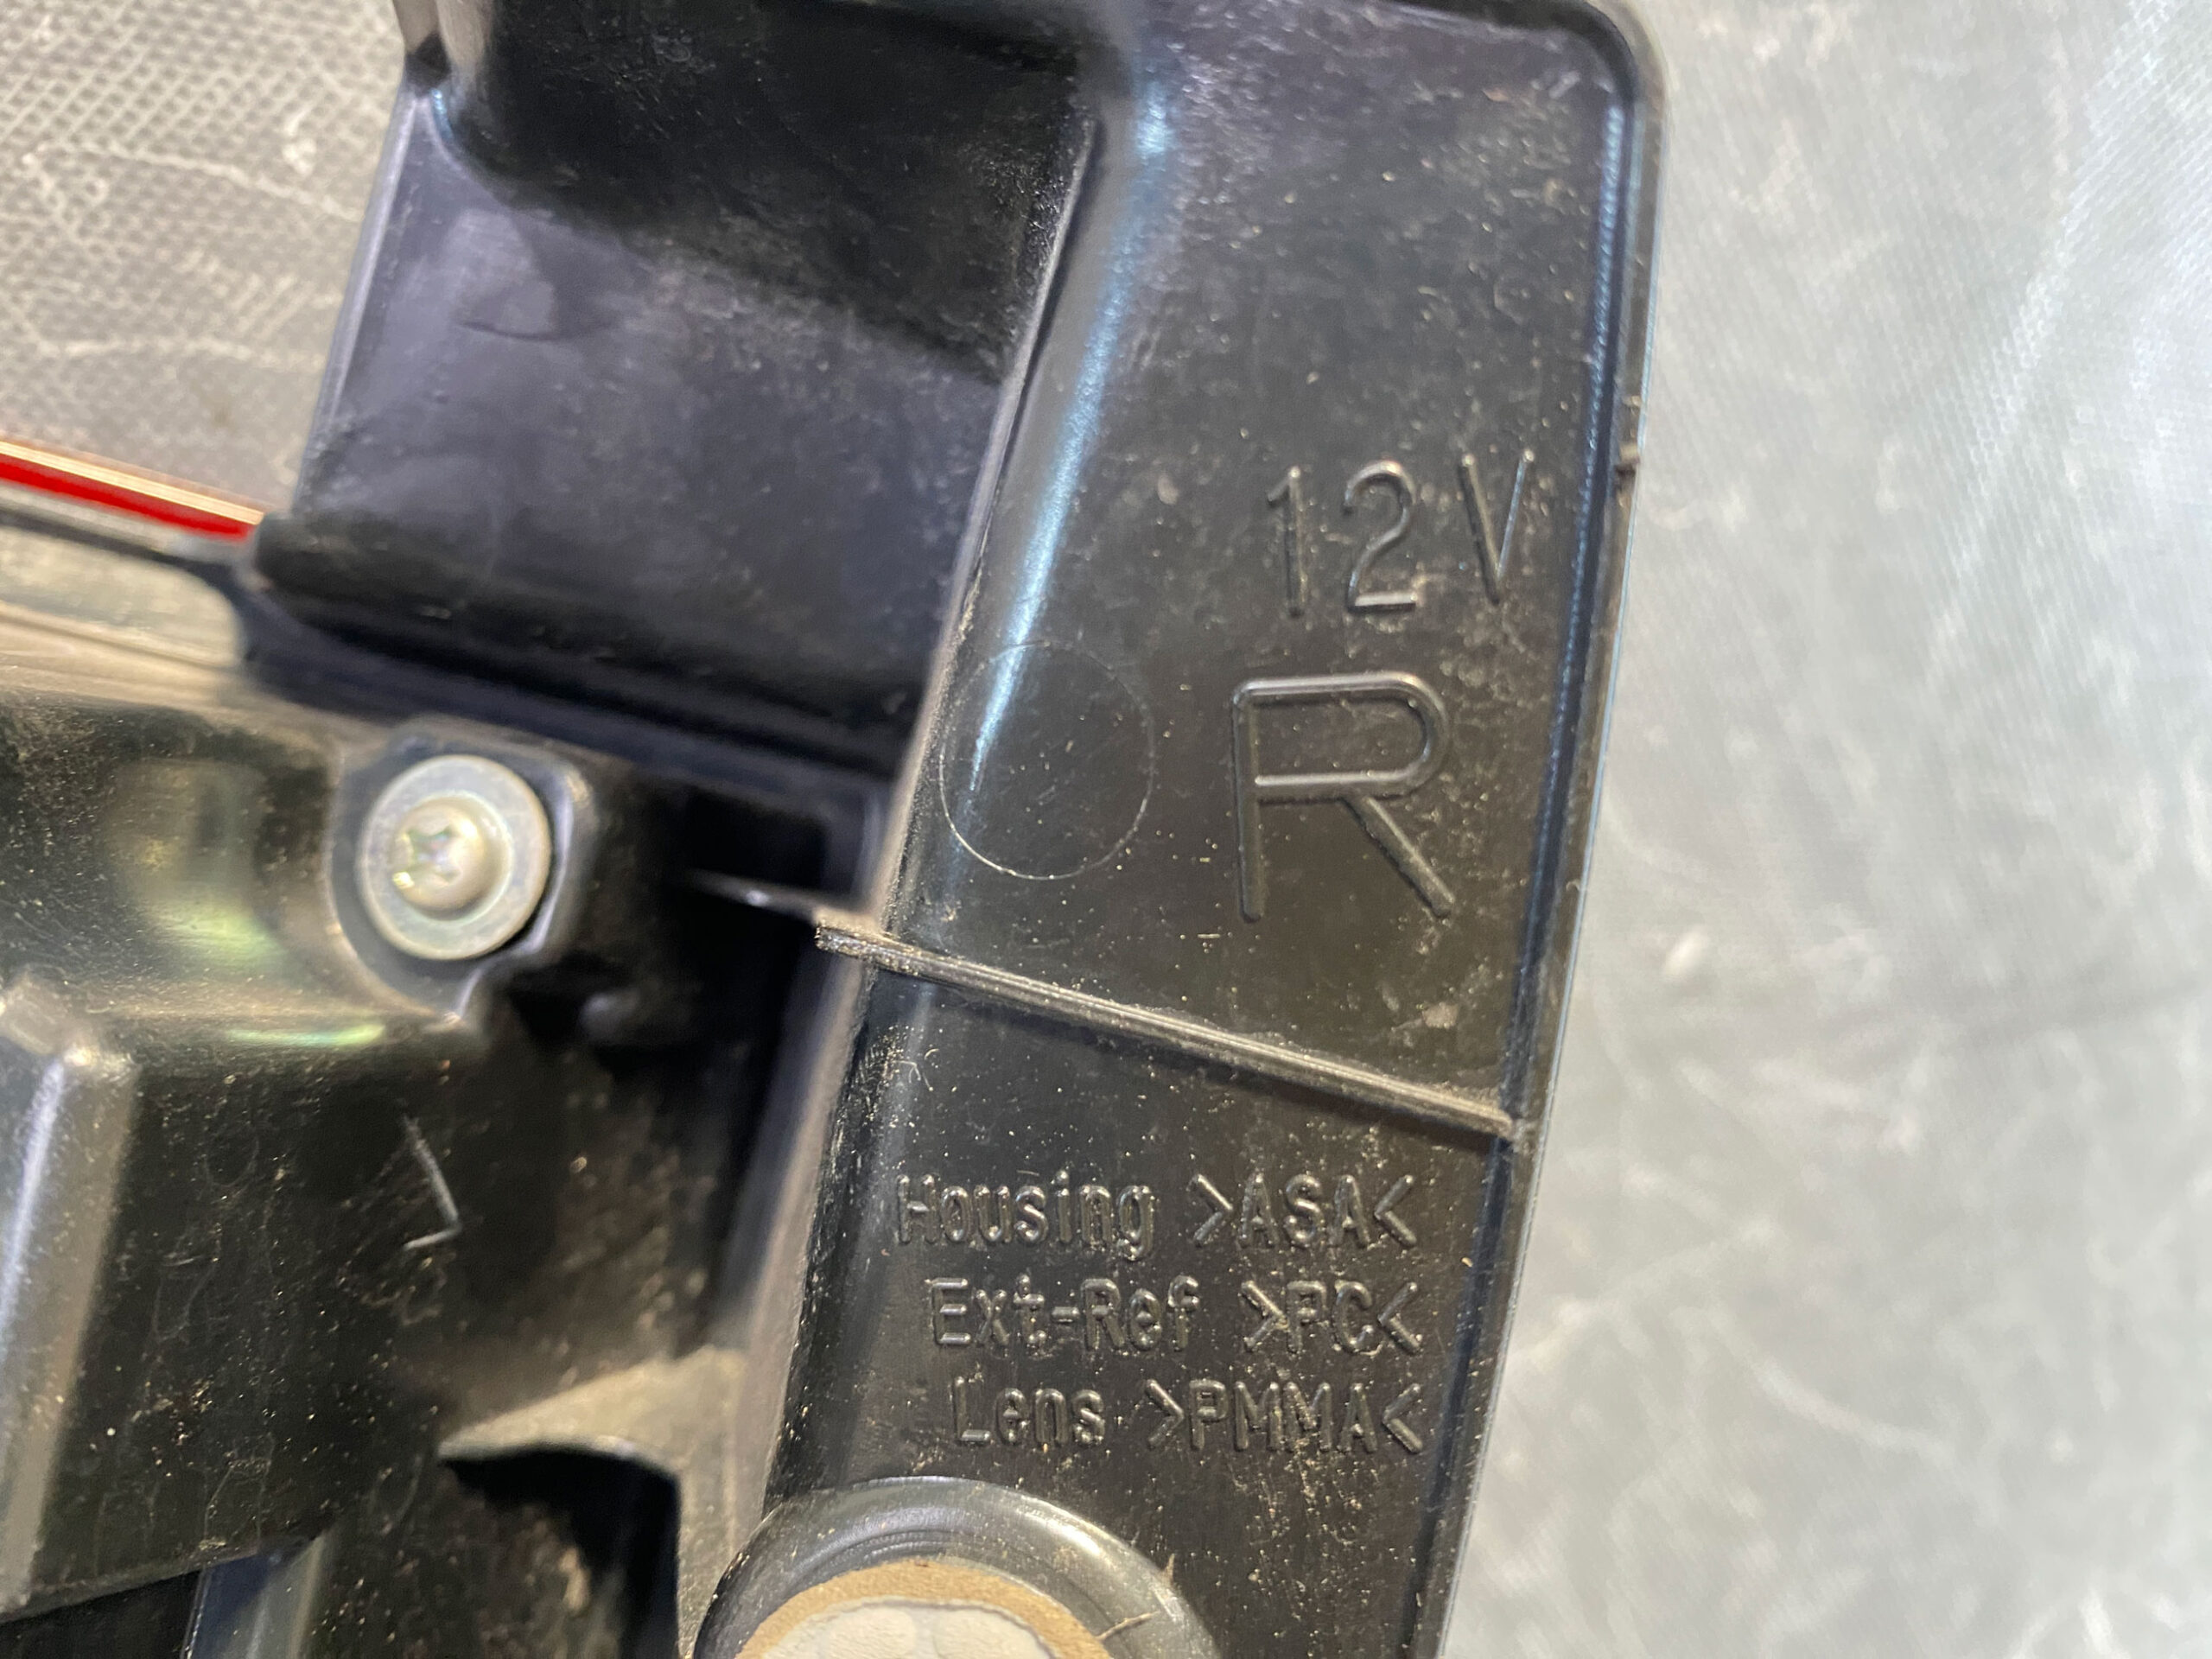 12V
R
Housing >ASA<
Ext-Ref >PC<
Lens >PMMA<